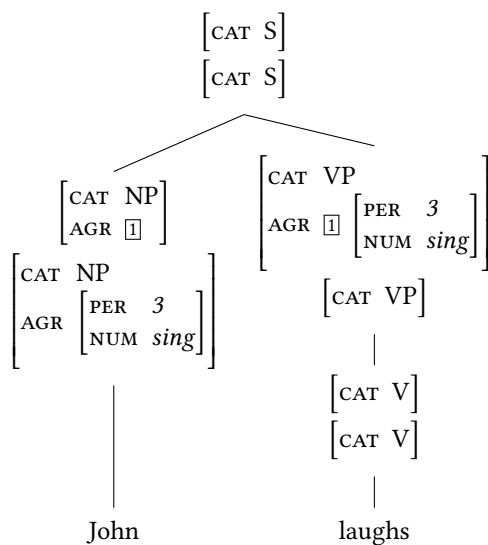 [CAT S]
[CAT S]
[CAT NP
AGR 1]
[CAT VP
AGR 1 [PER 3
NUM sing]]
[CAT NP
AGR [PER 3
NUM sing]]
[CAT VP]
[CAT V]
[CAT V]
John laughs